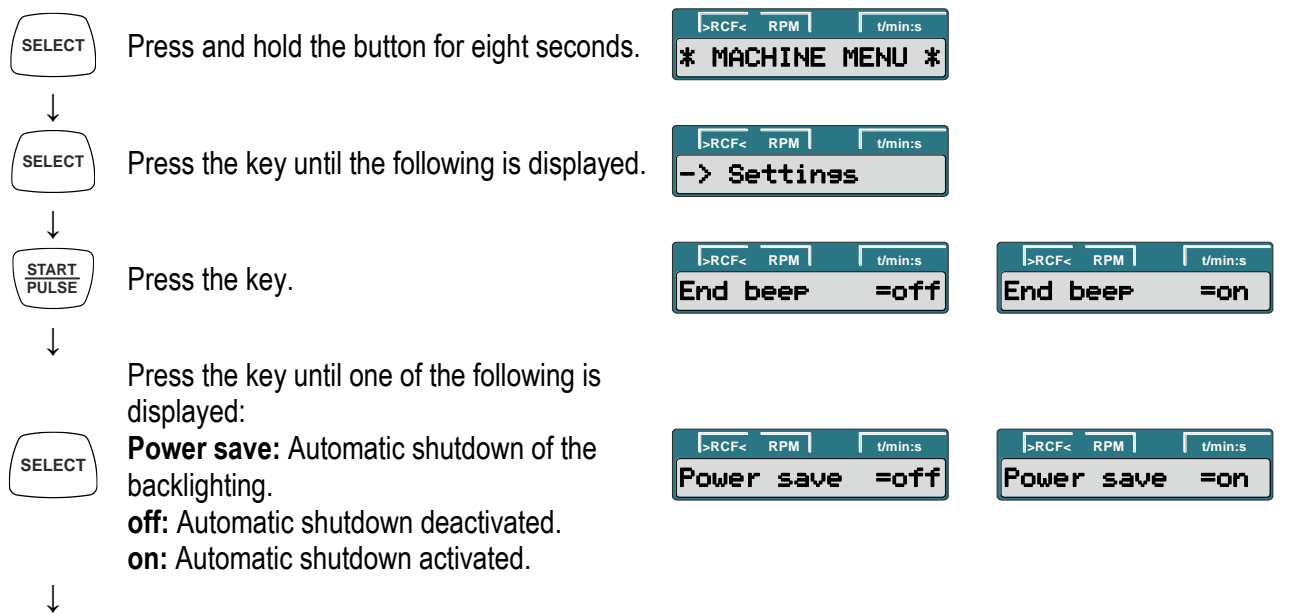 SELECT
Press and hold the button for eight seconds.
>RCF< RPM t/min:s
* MACHINE MENU *
↓
SELECT
Press the key until the following is displayed.
>RCF< RPM t/min:s
-> Settings
↓
START
PULSE
Press the key.
>RCF< RPM t/min:s
End beep =off
>RCF< RPM t/min:s
End beep =on
↓
SELECT
Press the key until one of the following is
displayed:
Power save: Automatic shutdown of the
backlighting.
off: Automatic shutdown deactivated.
on: Automatic shutdown activated.
>RCF< RPM t/min:s
Power save =off
>RCF< RPM t/min:s
Power save =on
↓